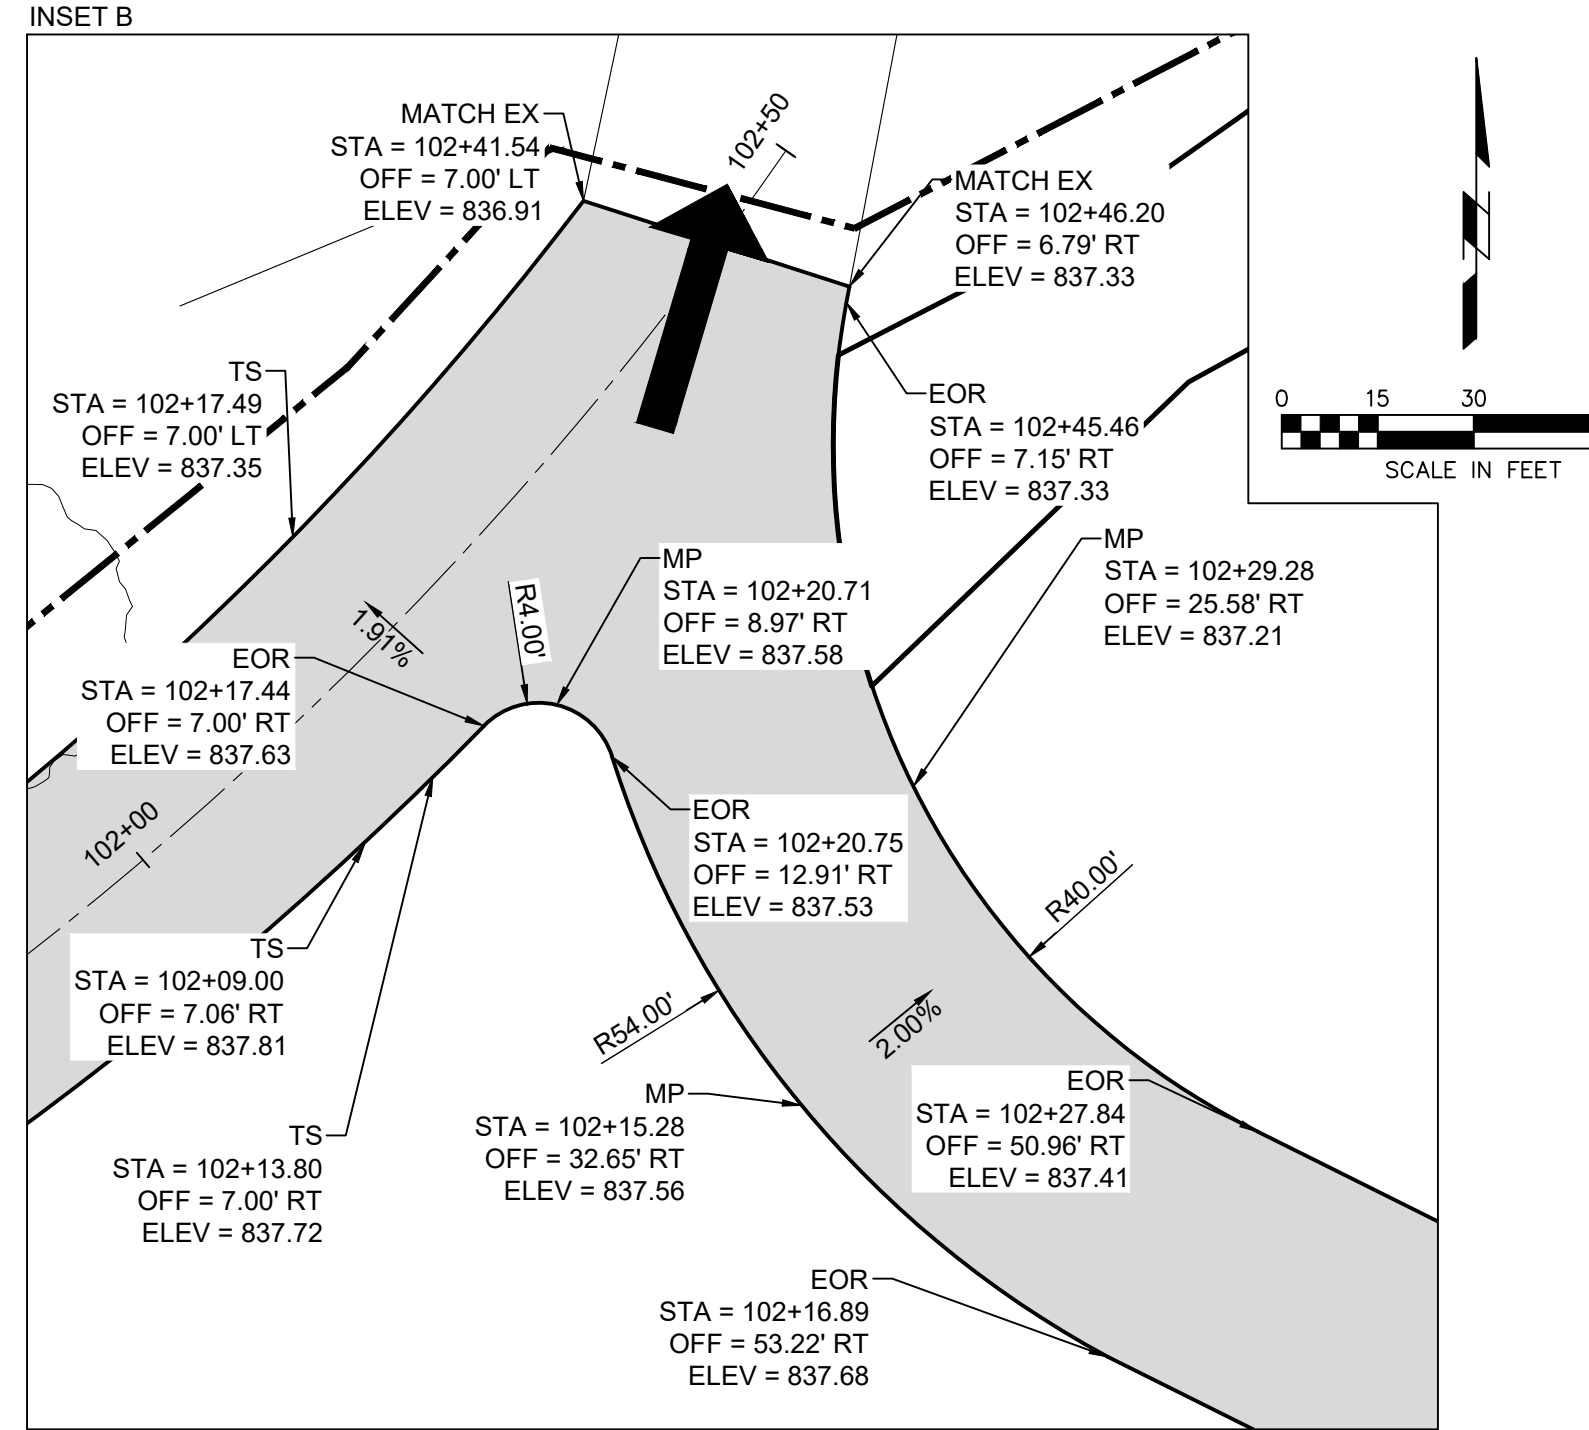 INSET B
MATCH EX
STA = 102+41.54
OFF = 7.00' LT
ELEV = 836.91
102+50
MATCH EX
STA = 102+46.20
OFF = 6.79' RT
ELEV = 837.33
TS
STA = 102+17.49
OFF = 7.00' LT
ELEV = 837.35
EOR
STA = 102+45.46
OFF = 7.15' RT
ELEV = 837.33
0 15 30
SCALE IN FEET
N
MP
STA = 102+20.71
OFF = 8.97' RT
ELEV = 837.58
MP
STA = 102+29.28
OFF = 25.58' RT
ELEV = 837.21
R4.00'
1.91%
EOR
STA = 102+17.44
OFF = 7.00' RT
ELEV = 837.63
102+00
EOR
STA = 102+20.75
OFF = 12.91' RT
ELEV = 837.53
R40.00'
TS
STA = 102+09.00
OFF = 7.06' RT
ELEV = 837.81
R54.00'
2.00%
MP
STA = 102+15.28
OFF = 32.65' RT
ELEV = 837.56
EOR
STA = 102+27.84
OFF = 50.96' RT
ELEV = 837.41
TS
STA = 102+13.80
OFF = 7.00' RT
ELEV = 837.72
EOR
STA = 102+16.89
OFF = 53.22' RT
ELEV = 837.68